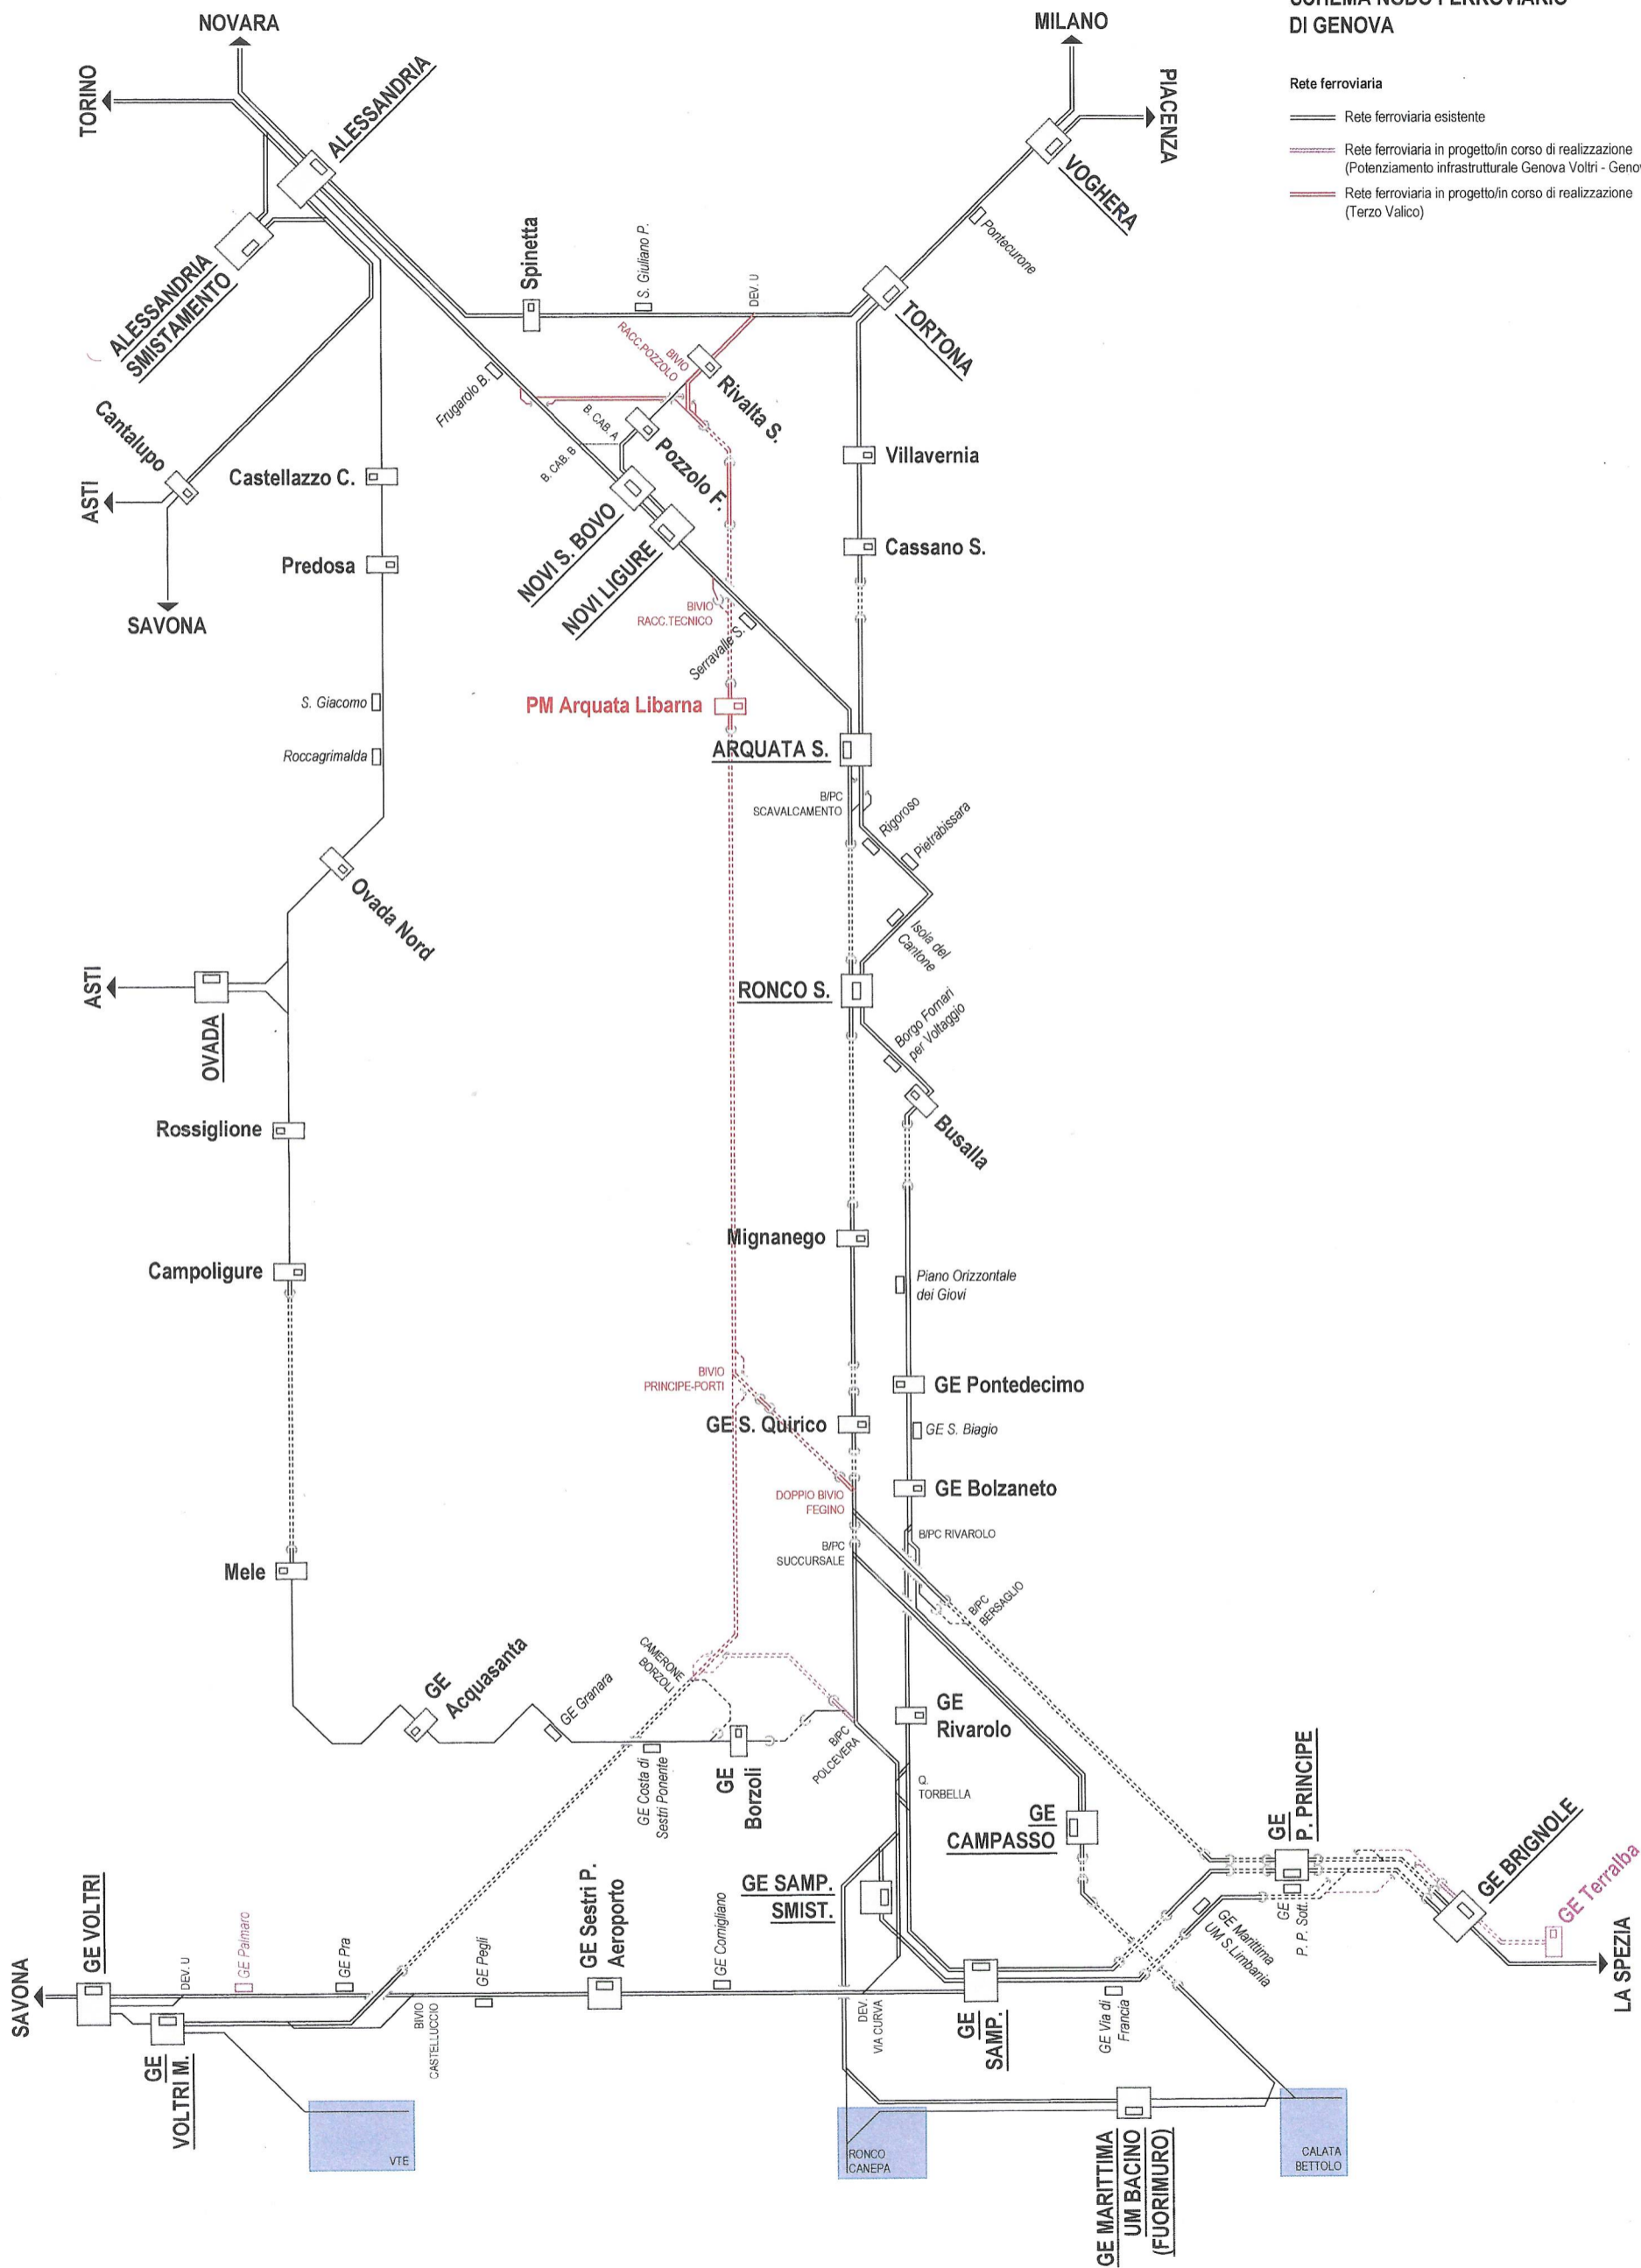 SCHEMA NODO FERROVIARIO
DI GENOVA
Rete ferroviaria
Rete ferroviaria esistente
Rete ferroviaria in progetto/in corso di realizzazione
(Potenziamento infrastrutturale Genova Voltri - Genov
Rete ferroviaria in progetto/in corso di realizzazione
(Terzo Valico)
NOVARA
MILANO
TORINO
PIACENZA
ALESSANDRIA
VOGHERA
Pontecurone
ALESSANDRIA
SMISTAMENTO
Spinetta
S. Giuliano P.
DEV. U
TORTONA
RACC.POZZOLO
BIVIO
Rivalta S.
Frugarolo B.
B. CAB. A
B. CAB. B
Pozzolo F.
Cantalupo
ASTI
SAVONA
Castellazzo C.
Villavernia
NOVI S. BOVO
NOVI LIGURE
Predosa
Cassano S.
BIVIO
RACC.TECNICO
Serravalle S.
S. Giacomo
PM Arquata Libarna
Roccagrimalda
ARQUATA S.
B/PC
SCAVALCAMENTO
Rigoroso
Pietrabissara
Ovada Nord
Isola del
Cantone
ASTI
OVADA
RONCO S.
Borgo Fornari
per Voltaggio
Rossiglione
Busalla
Mignanego
Campoligure
Piano Orizzontale
dei Giovi
BIVIO
PRINCIPE-PORTI
GE Pontedecimo
GE S. Quirico
GE S. Biagio
DOPPIO BIVIO
FEGINO
GE Bolzaneto
B/PC
SUCCURSALE
B/PC RIVAROLO
Mele
B/PC
BERSAGLIO
GE
Acquasanta
GE Granara
CAMERONE
BORZOLI
GE Costa di
Sestri Ponente
GE
Borzoli
B/PC
POLCEVERA
GE
Rivarolo
Q.
TORBELLA
GE
CAMPASSO
GE
P. PRINCIPE
GE BRIGNOLE
GE Terralba
GE
P. P. Sott.
GE Marittima
UM S.Limbania
LA SPEZIA
GE SAMP.
SMIST.
SAVONA
GE VOLTRI
DEV. U
GE Palmaro
GE Pra
GE Pegli
GE Sestri P.
Aeroporto
GE Cornigliano
BIVIO
CASTELLUCCIO
DEV.
VIA CURVA
GE
SAMP.
GE Via di
Francia
GE
VOLTRI M.
VTE
RONCO
CANEPA
GE MARITTIMA
UM BACINO
(FUORIMURO)
CALATA
BETTOLO